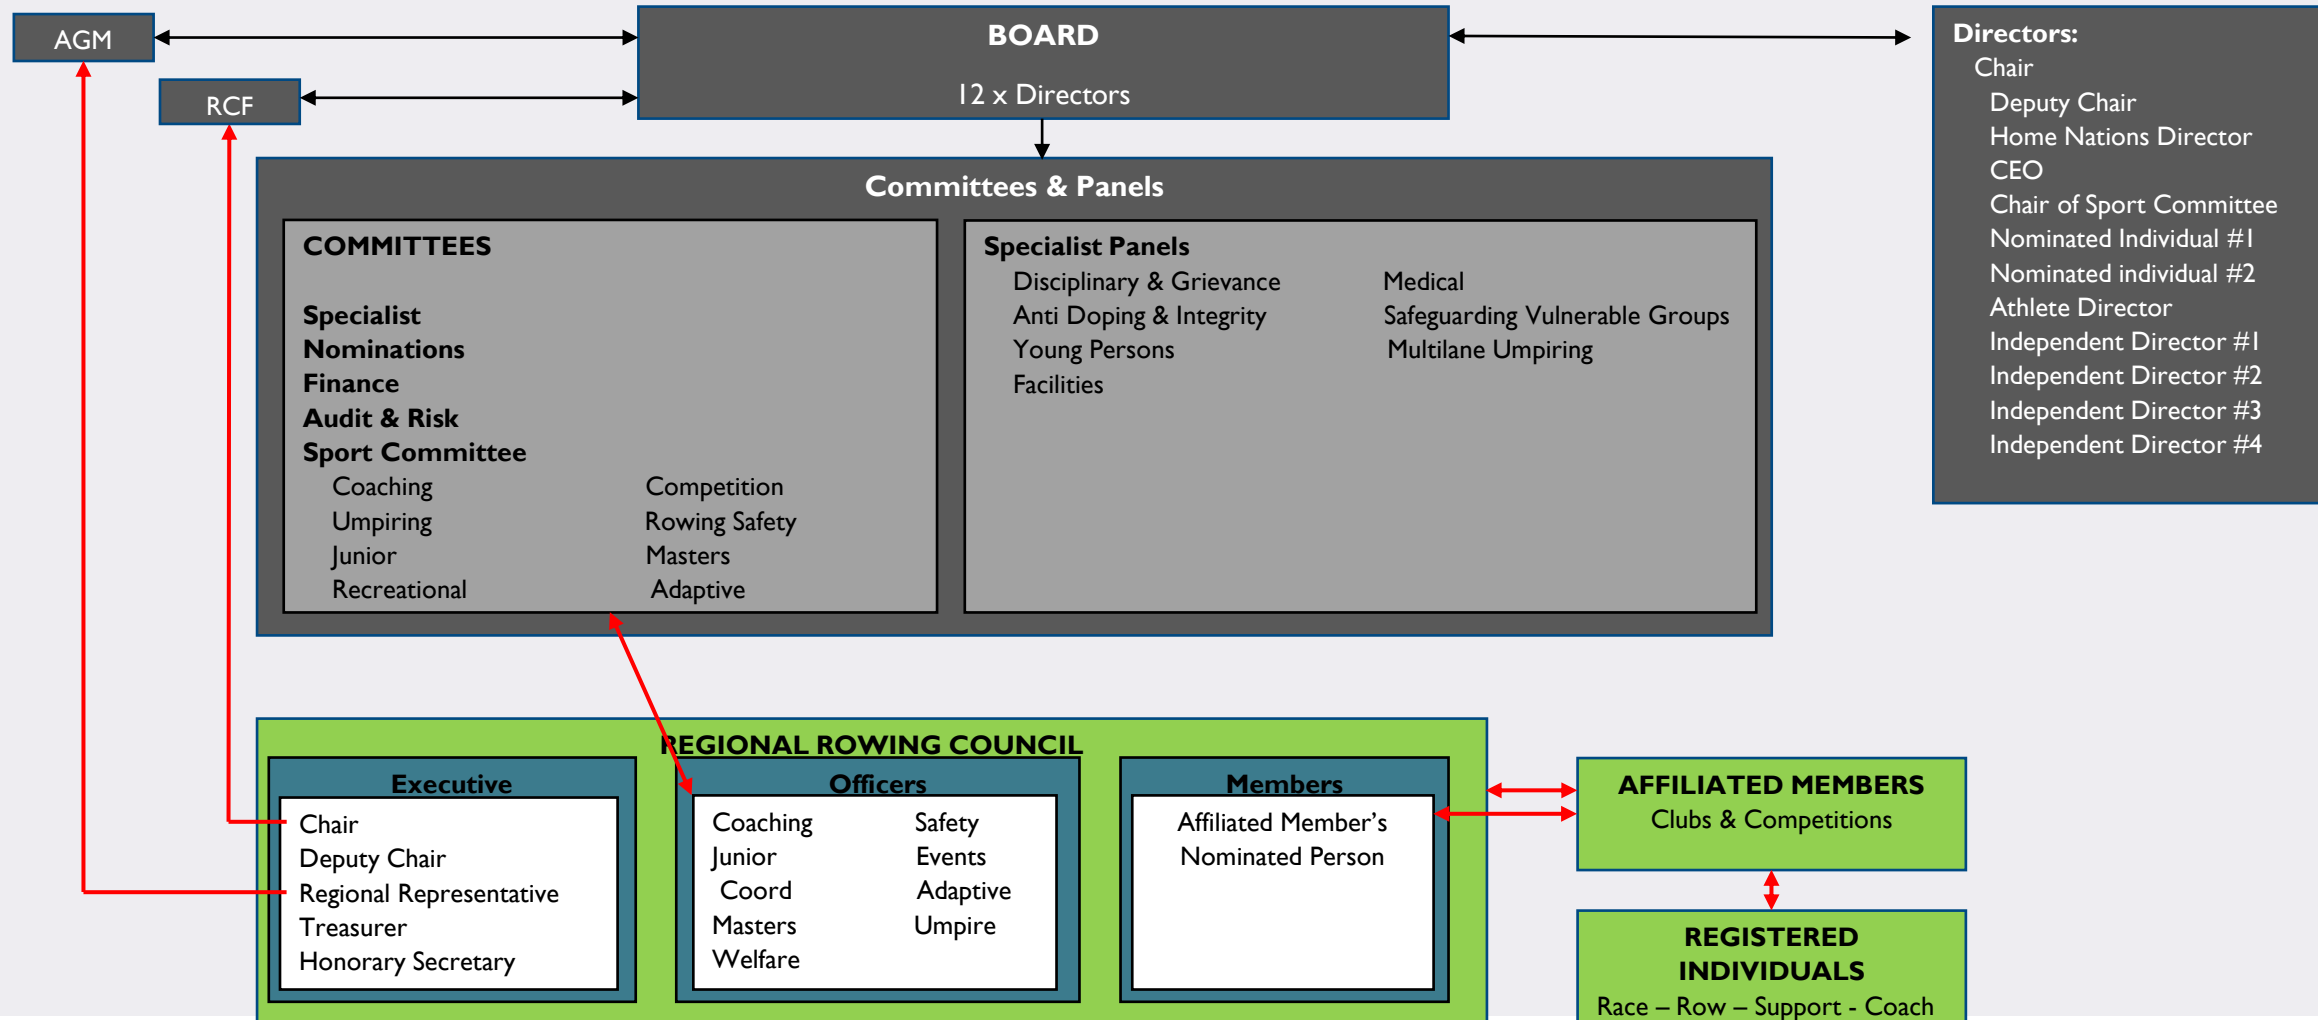 AGM
RCF
BOARD
12 x Directors
Directors:
Chair
Deputy Chair
Home Nations Director
CEO
Chair of Sport Committee
Nominated Individual #1
Nominated individual #2
Athlete Director
Independent Director #1
Independent Director #2
Independent Director #3
Independent Director #4
Committees & Panels
COMMITTEES
Specialist
Nominations
Finance
Audit & Risk
Sport Committee
Coaching Competition
Umpiring Rowing Safety
Junior Masters
Recreational Adaptive
Specialist Panels
Disciplinary & Grievance Medical
Anti Doping & Integrity Safeguarding Vulnerable Groups
Young Persons Multilane Umpiring
Facilities
REGIONAL ROWING COUNCIL
Executive
Chair
Deputy Chair
Regional Representative
Treasurer
Honorary Secretary
Officers
Coaching Safety
Junior Events
Coord Adaptive
Masters Umpire
Welfare
Members
Affiliated Member’s
Nominated Person
AFFILIATED MEMBERS
Clubs & Competitions
REGISTERED
INDIVIDUALS
Race – Row – Support - Coach